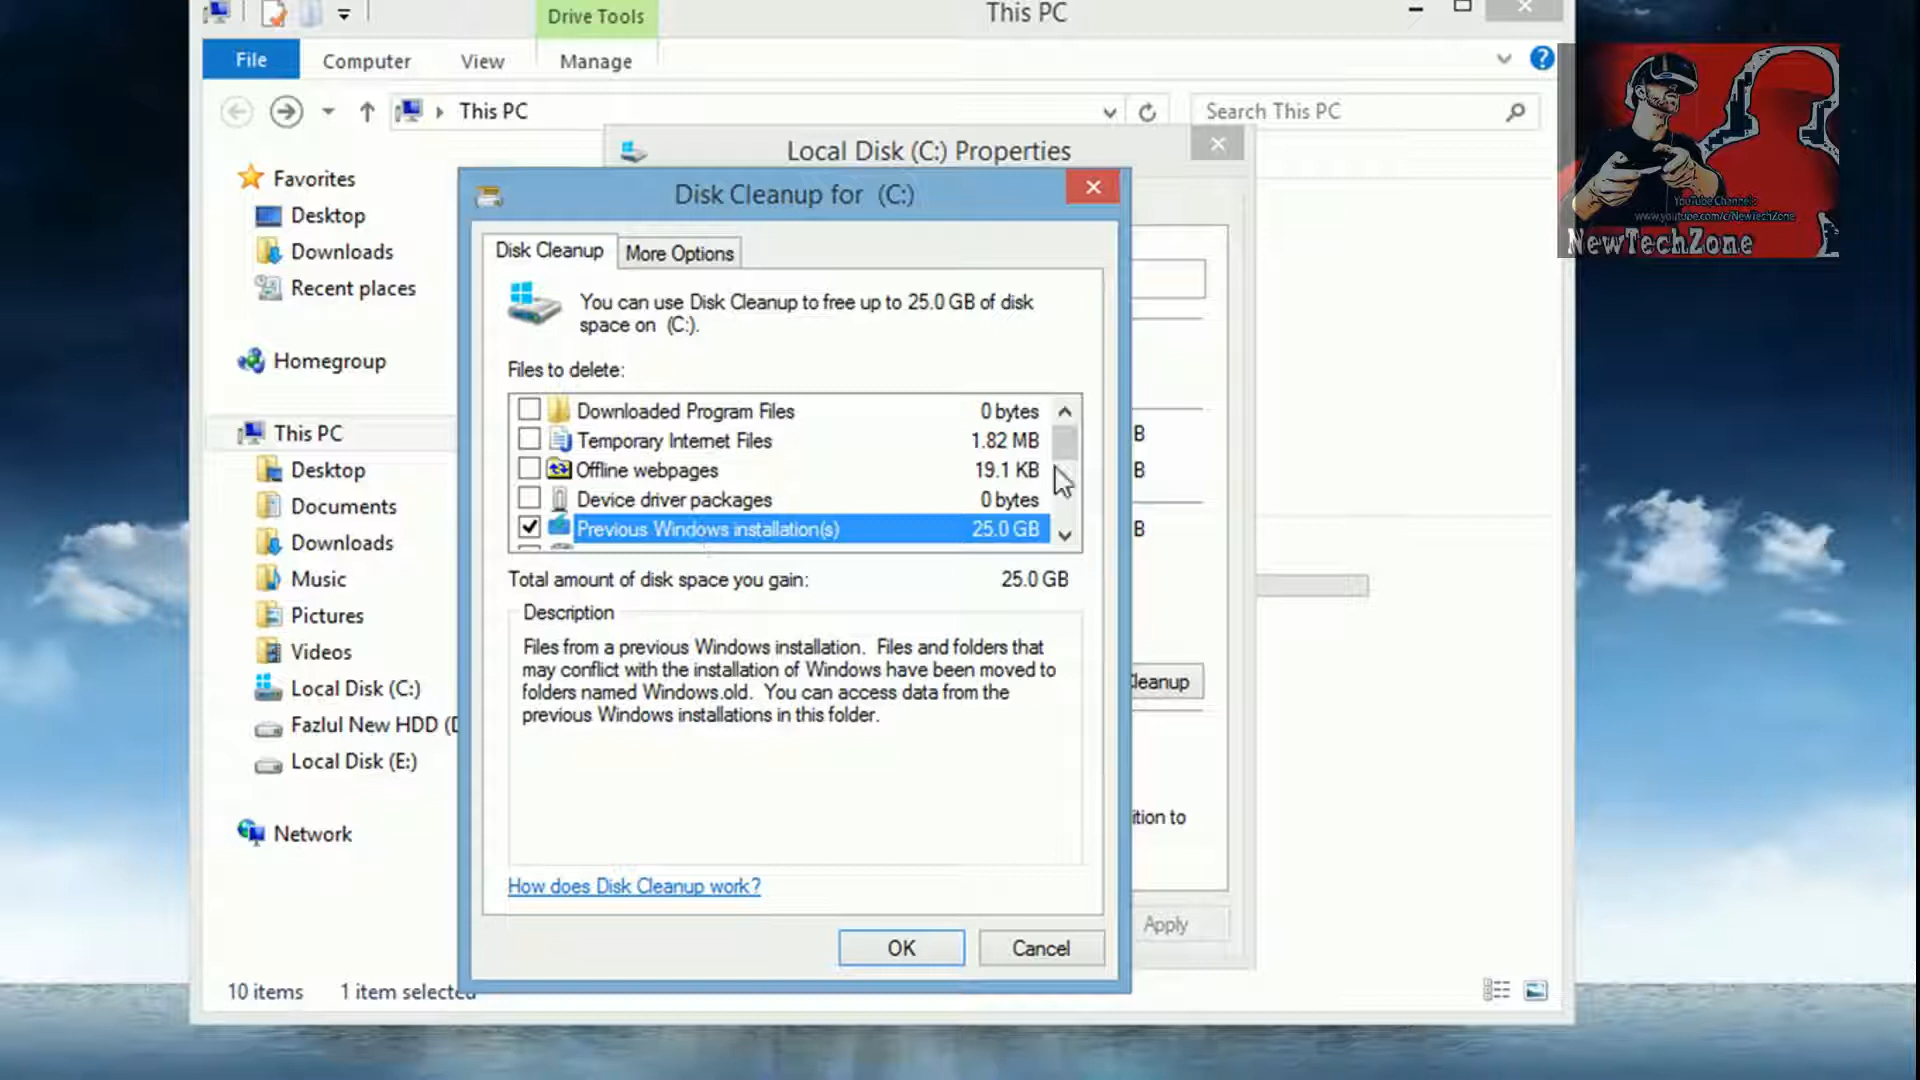 Drive Tools
This PC
File
Computer
View
Manage
This PC
Search This PC
YouTube Channel:
www.youtube.com/c/NewTechZone
NewTechZone
Favorites
Desktop
Downloads
Recent places
Homegroup
This PC
Desktop
Documents
Downloads
Music
Pictures
Videos
Local Disk (C:)
Fazlul New HDD (D
Local Disk (E:)
Network
10 items 1 item selected
Local Disk (C:) Properties
B
B
B
Cleanup
ition to
Apply
Disk Cleanup for (C:)
Disk Cleanup
More Options
You can use Disk Cleanup to free up to 25.0 GB of disk
space on (C:).
Files to delete:
Downloaded Program Files 0 bytes
Temporary Internet Files 1.82 MB
Offline webpages 19.1 KB
Device driver packages 0 bytes
Previous Windows installation(s) 25.0 GB
Total amount of disk space you gain: 25.0 GB
Description
Files from a previous Windows installation. Files and folders that
may conflict with the installation of Windows have been moved to
folders named Windows.old. You can access data from the
previous Windows installations in this folder.
How does Disk Cleanup work?
OK
Cancel